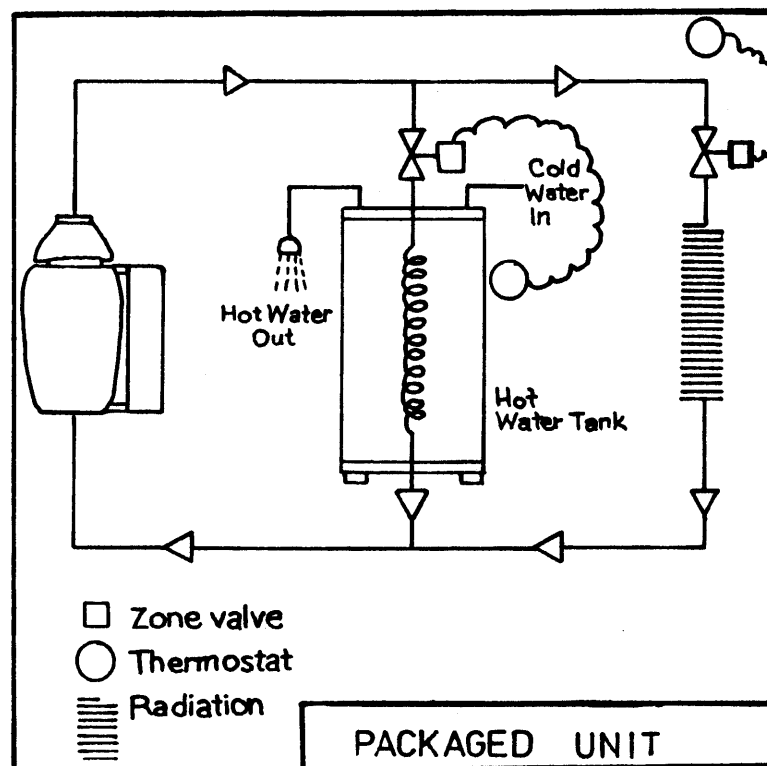 Cold
Water
In
Hot Water
Out
Hot
Water Tank
Zone valve
Thermostat
Radiation
PACKAGED UNIT